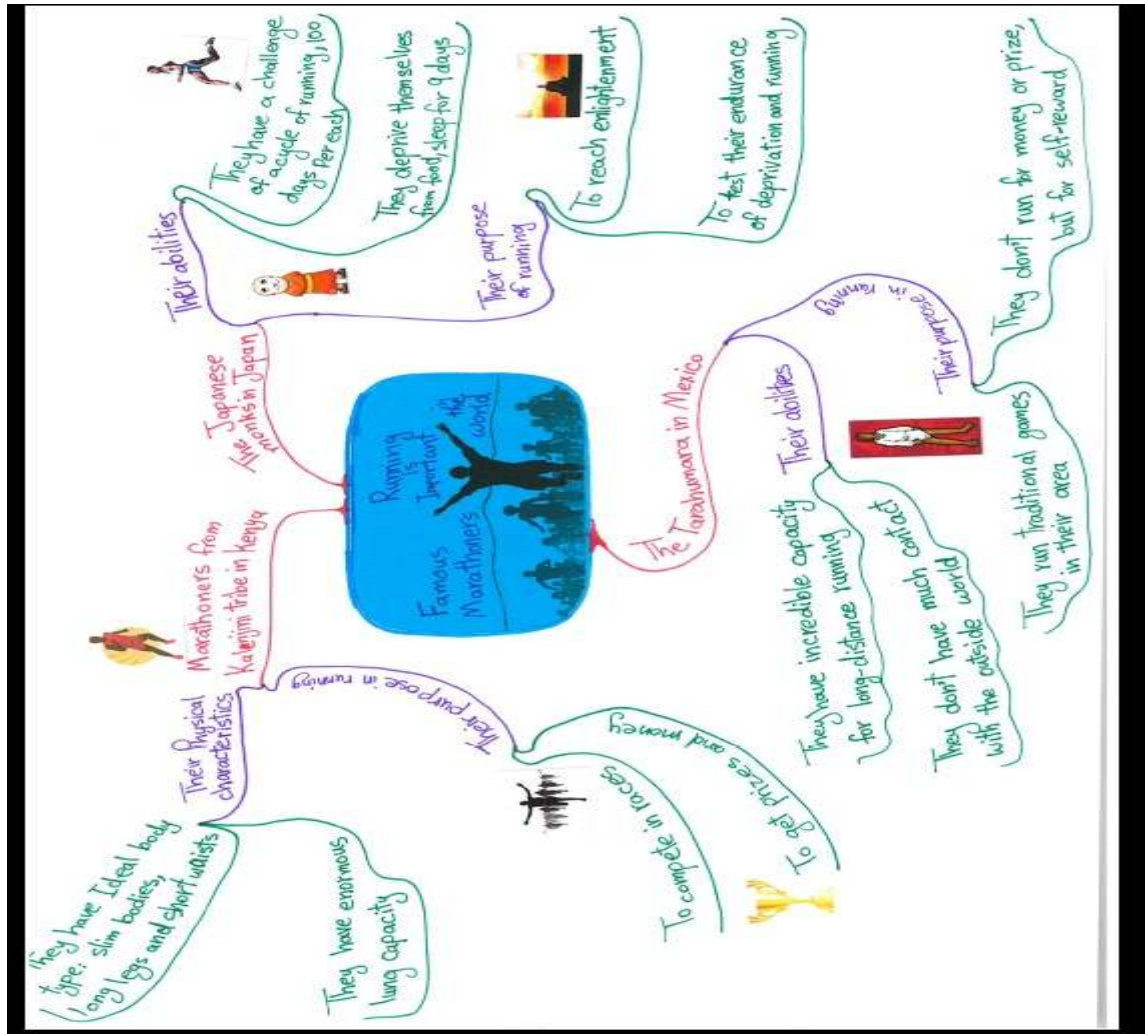 Famous
Marathoners
Running
is
Important
in the
world
Marathoners from
Kalenjini tribe in Kenya
Their Physical
characteristics
They have Ideal body
type: slim bodies,
long legs and short waists
They have enormous
lung capacity
Their purpose in running
To compete in races
To get prizes and money
Japanese
monks in Japan
Their abilities
They have a challenge
of a cycle of running, 100
days per each
They deprive themselves
from food, sleep for 9 days
Their purpose
of running
To reach enlightenment
To test their endurance
of deprivation and running
The Tarahumara in Mexico
Their abilities
They have incredible capacity
for long-distance running
They don't have much contact
with the outside world
Their purpose in running
They don't run for money or prize,
but for self-reward
They run traditional games
in their area